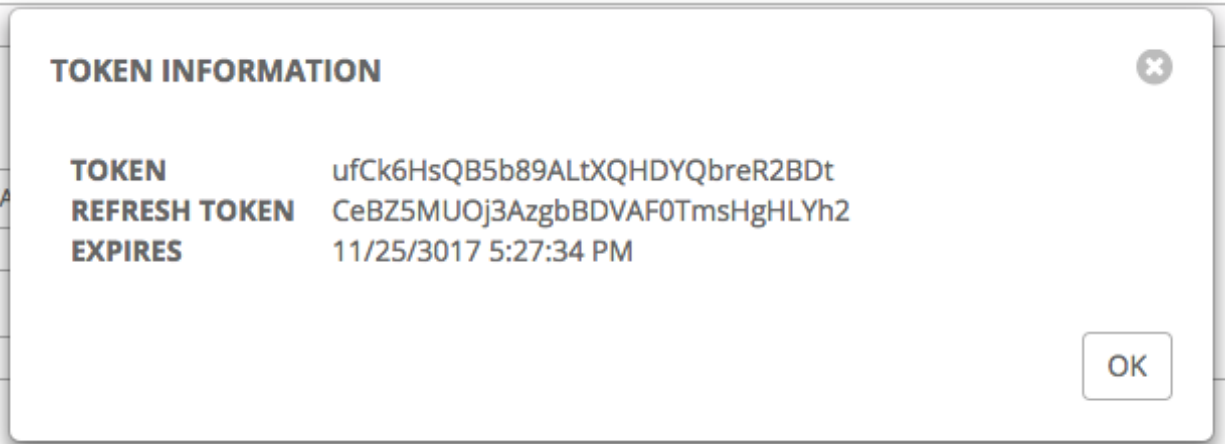 TOKEN INFORMATION
TOKEN ufCk6HsQB5b89ALtXQHDYQbreR2BDt
REFRESH TOKEN CeBZ5MUOj3AzgbBDVAF0TmsHgHLYh2
EXPIRES 11/25/3017 5:27:34 PM
OK